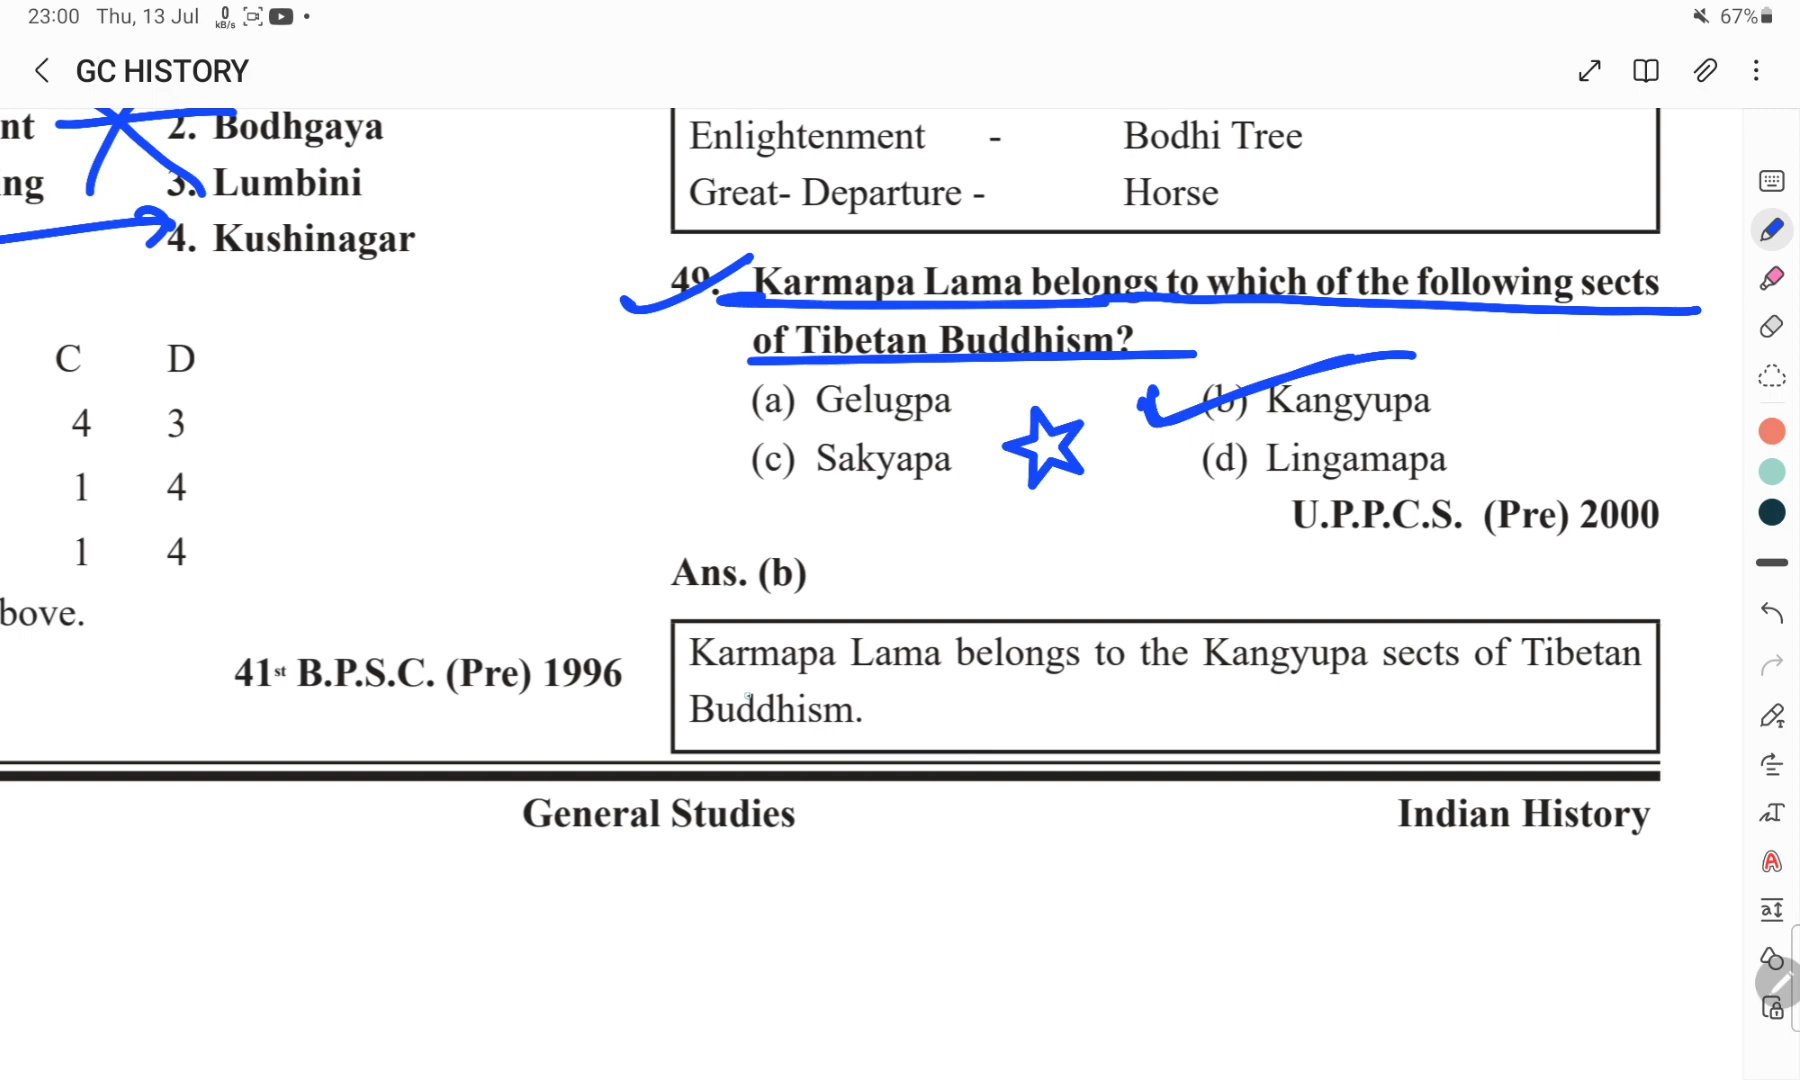 23:00 Thu, 13 Jul 0 kB/s 67%
GC HISTORY
nt 2. Bodhgaya
ng 3. Lumbini
4. Kushinagar
C D
4 3
1 4
1 4
bove.
41st B.P.S.C. (Pre) 1996
Enlightenment - Bodhi Tree
Great- Departure - Horse
49. Karmapa Lama belongs to which of the following sects
of Tibetan Buddhism?
(a) Gelugpa (b) Kangyupa
(c) Sakyapa (d) Lingamapa
U.P.P.C.S. (Pre) 2000
Ans. (b)
Karmapa Lama belongs to the Kangyupa sects of Tibetan
Buddhism.
General Studies Indian History